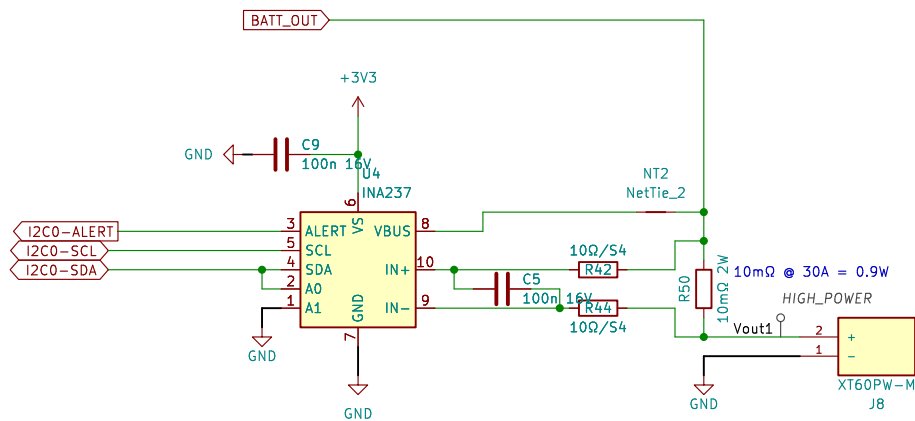 BATT_OUT
+3V3
GND
C9
100n 16V
U4
INA237
NT2
NetTie_2
I2C0-ALERT
I2C0-SCL
I2C0-SDA
3
5
4
2
1
6
7
8
10
9
ALERT
SCL
SDA
A0
A1
VS
GND
VBUS
IN+
IN-
C5
100n 16V
10Ω/S4
R42
R44
10Ω/S4
R50
10mΩ 2W
10mΩ @ 30A = 0.9W
HIGH_POWER
Vout1
2
1
+
-
XT60PW-M
J8
GND
GND
GND